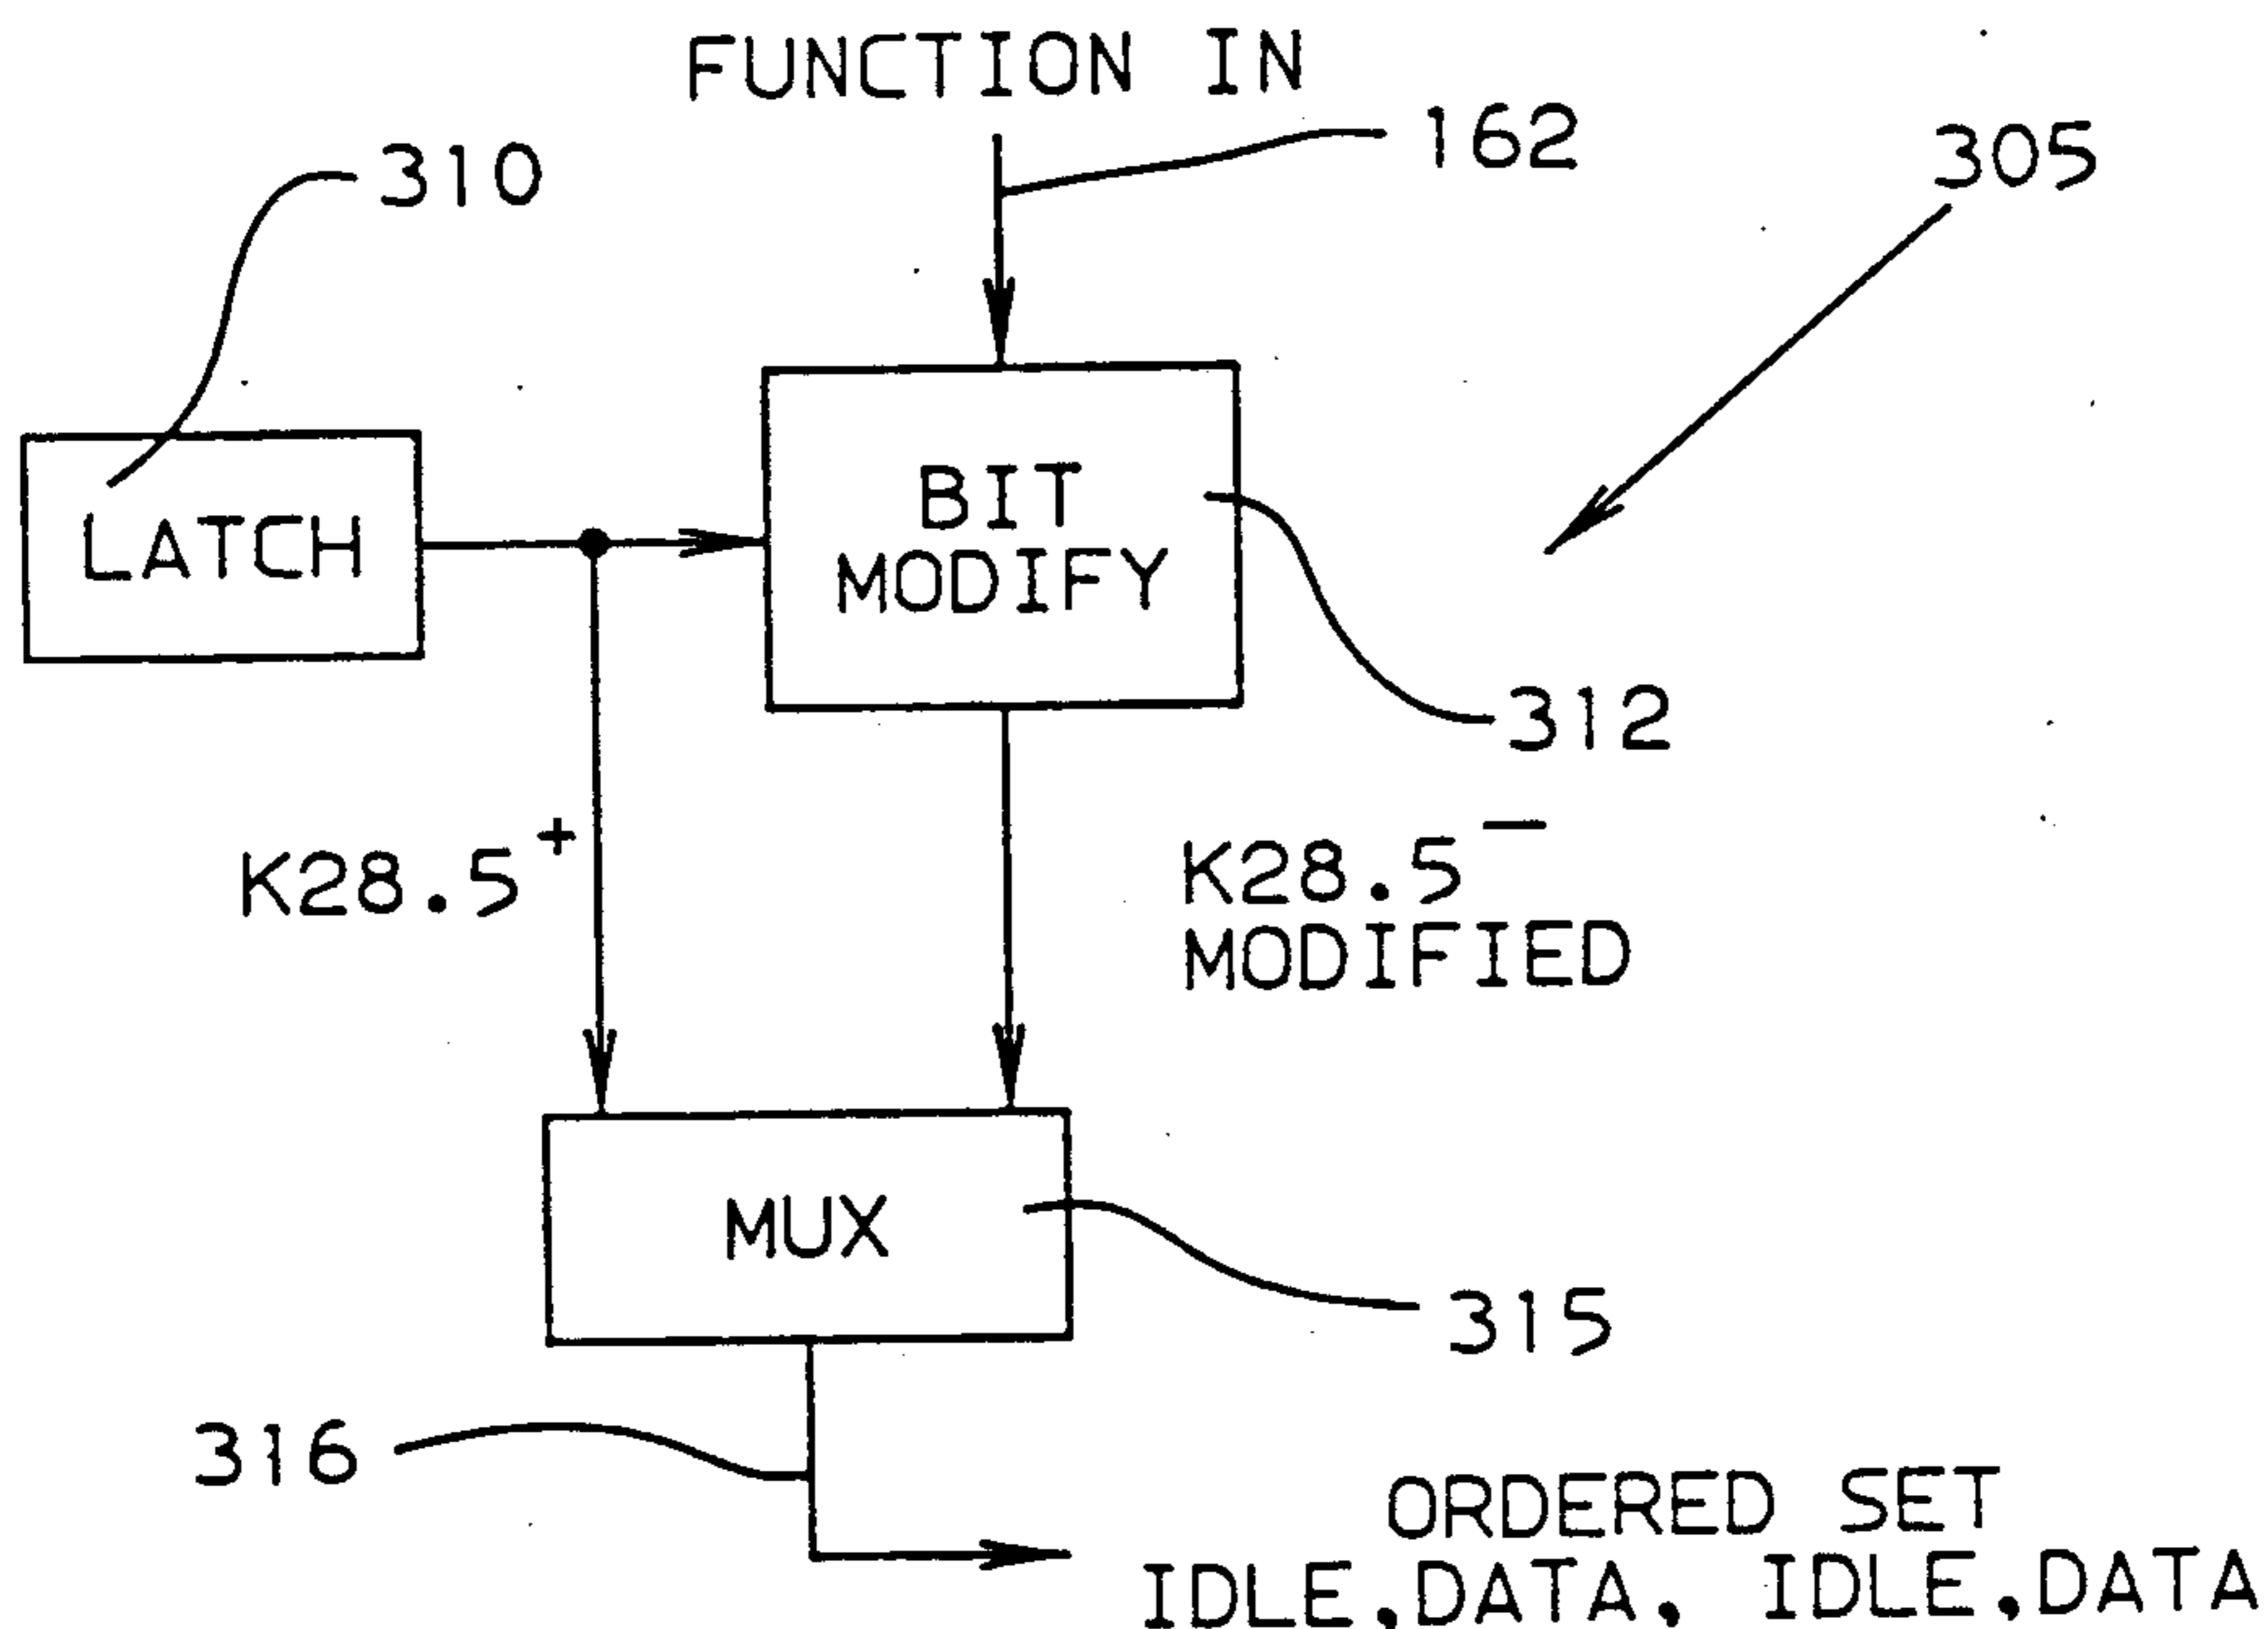 FUNCTION IN
162
310
305
LATCH
BIT
MODIFY
312
K28.5+
K28.5–
MODIFIED
MUX
315
316
ORDERED SET
IDLE,DATA, IDLE,DATA